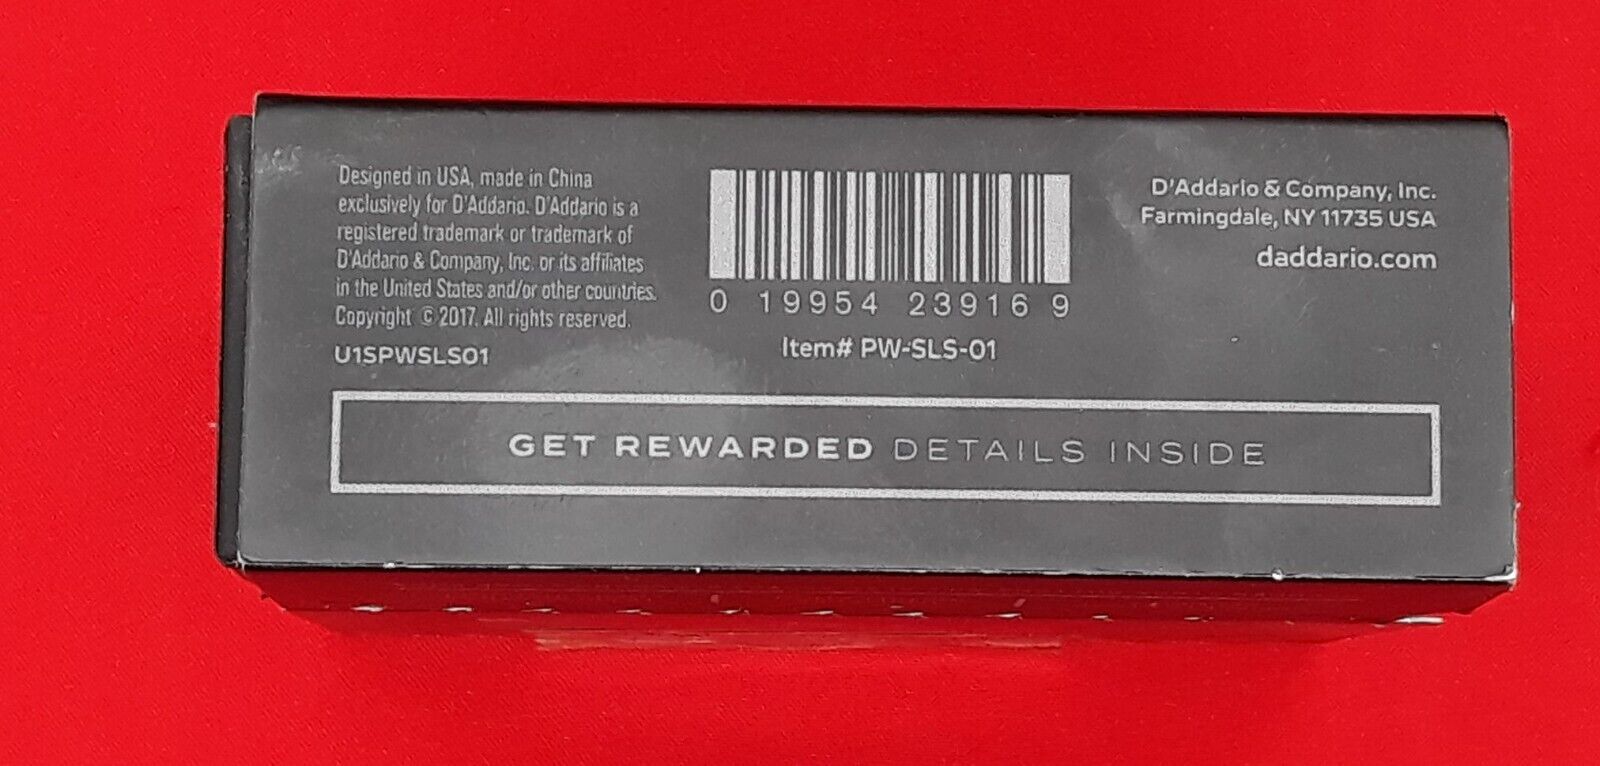 Designed in USA, made in China
exclusively for D'Addario. D'Addario is a
registered trademark or trademark of
D'Addario & Company, Inc. or its affiliates
in the United States and/or other countries.
Copyright © 2017. All rights reserved.
U1SPWSLS01
0 19954 23916 9
Item# PW-SLS-01
D'Addario & Company, Inc.
Farmingdale, NY 11735 USA
daddario.com
GET REWARDED DETAILS INSIDE